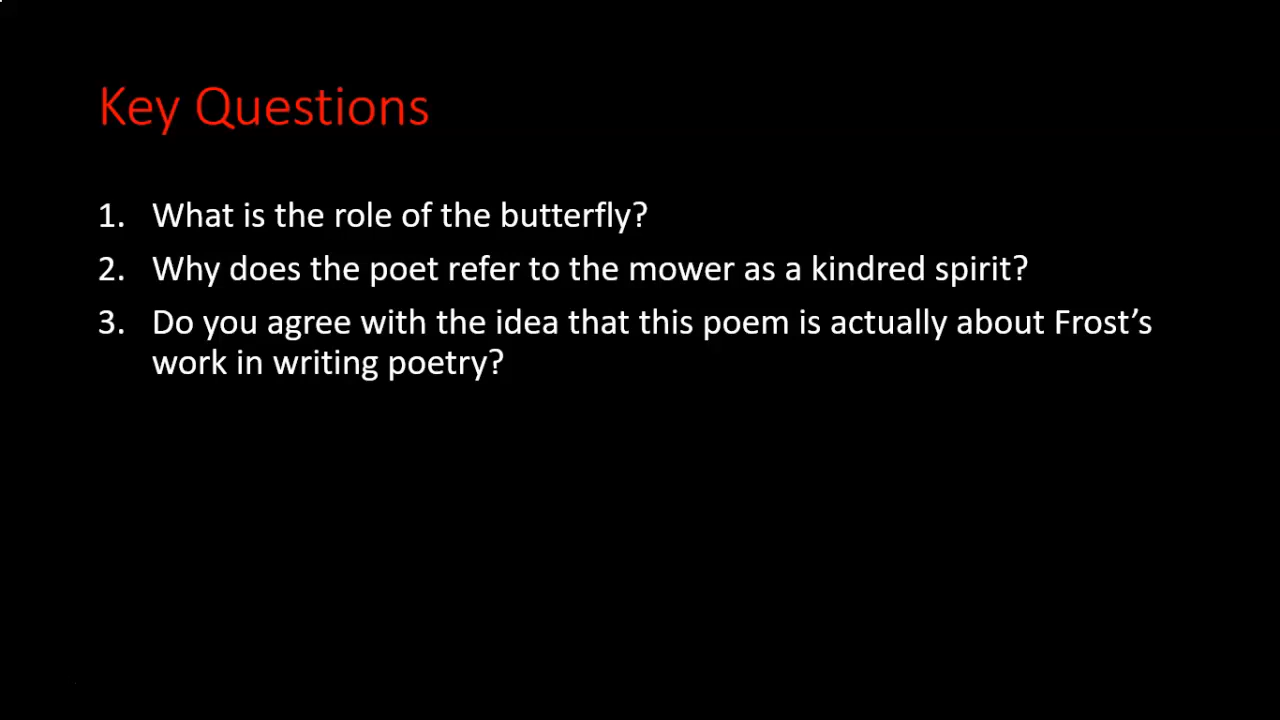 Key Questions
1. What is the role of the butterfly?
2. Why does the poet refer to the mower as a kindred spirit?
3. Do you agree with the idea that this poem is actually about Frost’s
work in writing poetry?